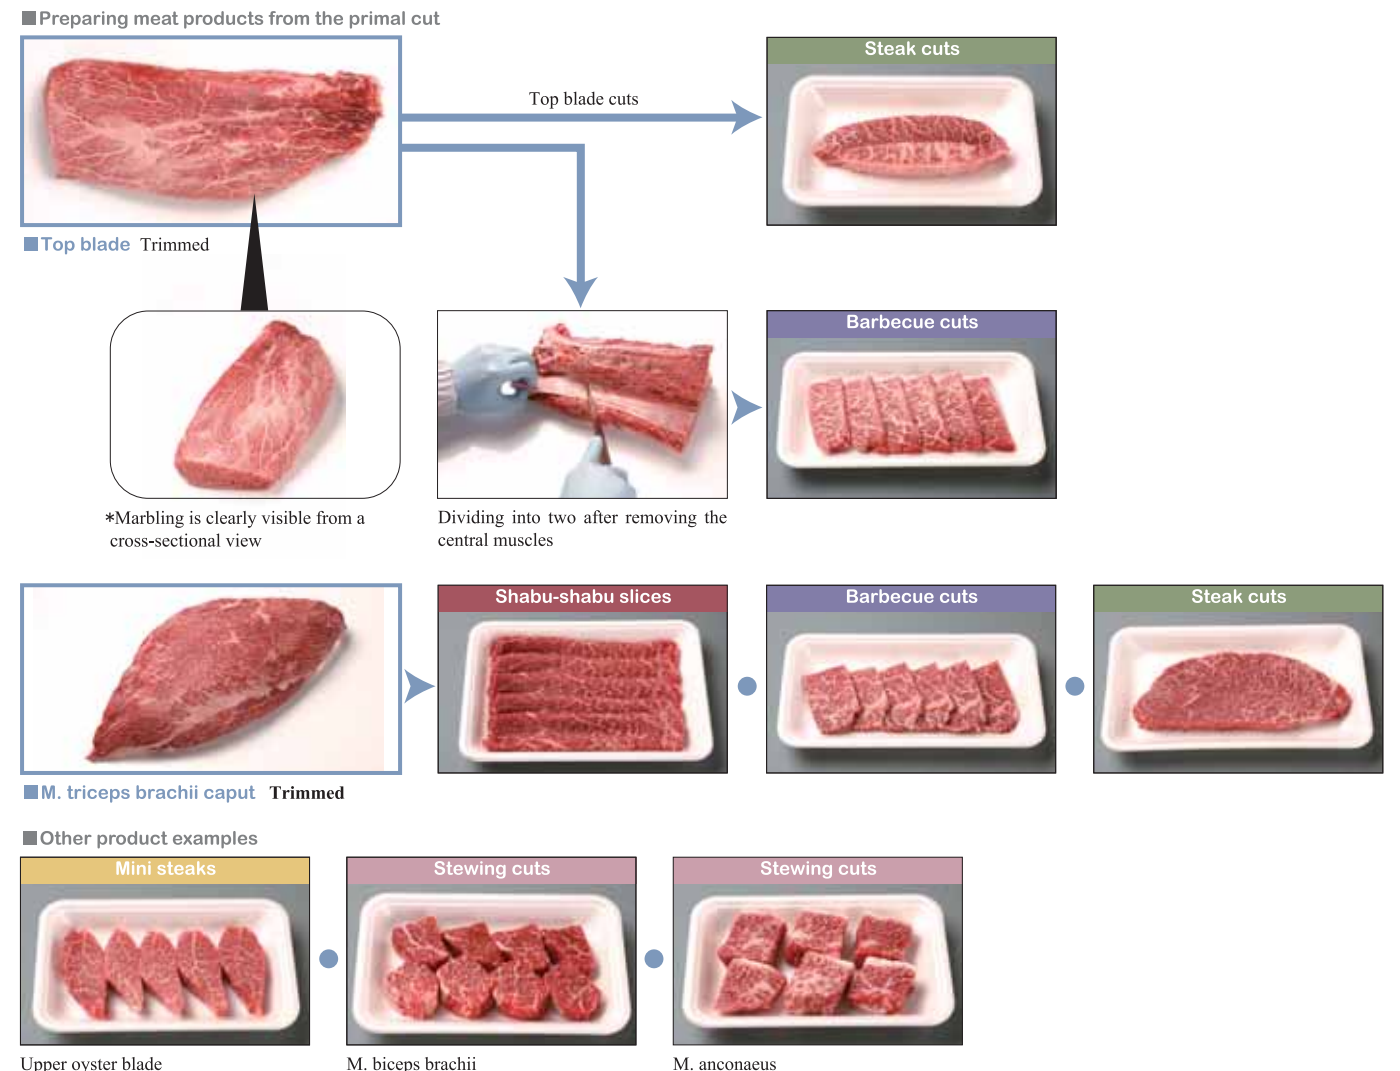 ■Preparing meat products from the primal cut
Steak cuts
Top blade cuts
■Top blade Trimmed
Barbecue cuts
*Marbling is clearly visible from a
cross-sectional view
Dividing into two after removing the
central muscles
Shabu-shabu slices
Barbecue cuts
Steak cuts
■M. triceps brachii caput Trimmed
■Other product examples
Mini steaks
Stewing cuts
Stewing cuts
Upper oyster blade
M. biceps brachii
M. anconaeus